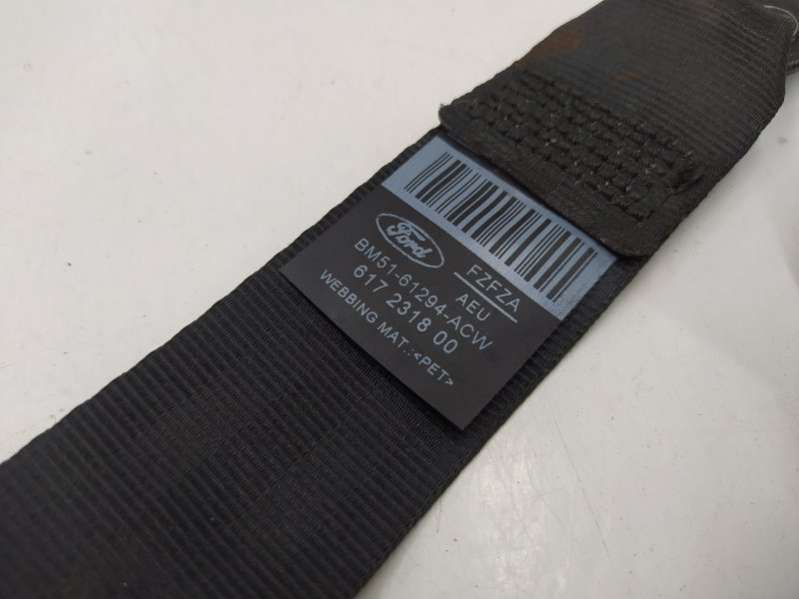 Ford
FZFZA
AEU
BM51-61294-ACW
617 2318 00
WEBBING MAT.:<PET>